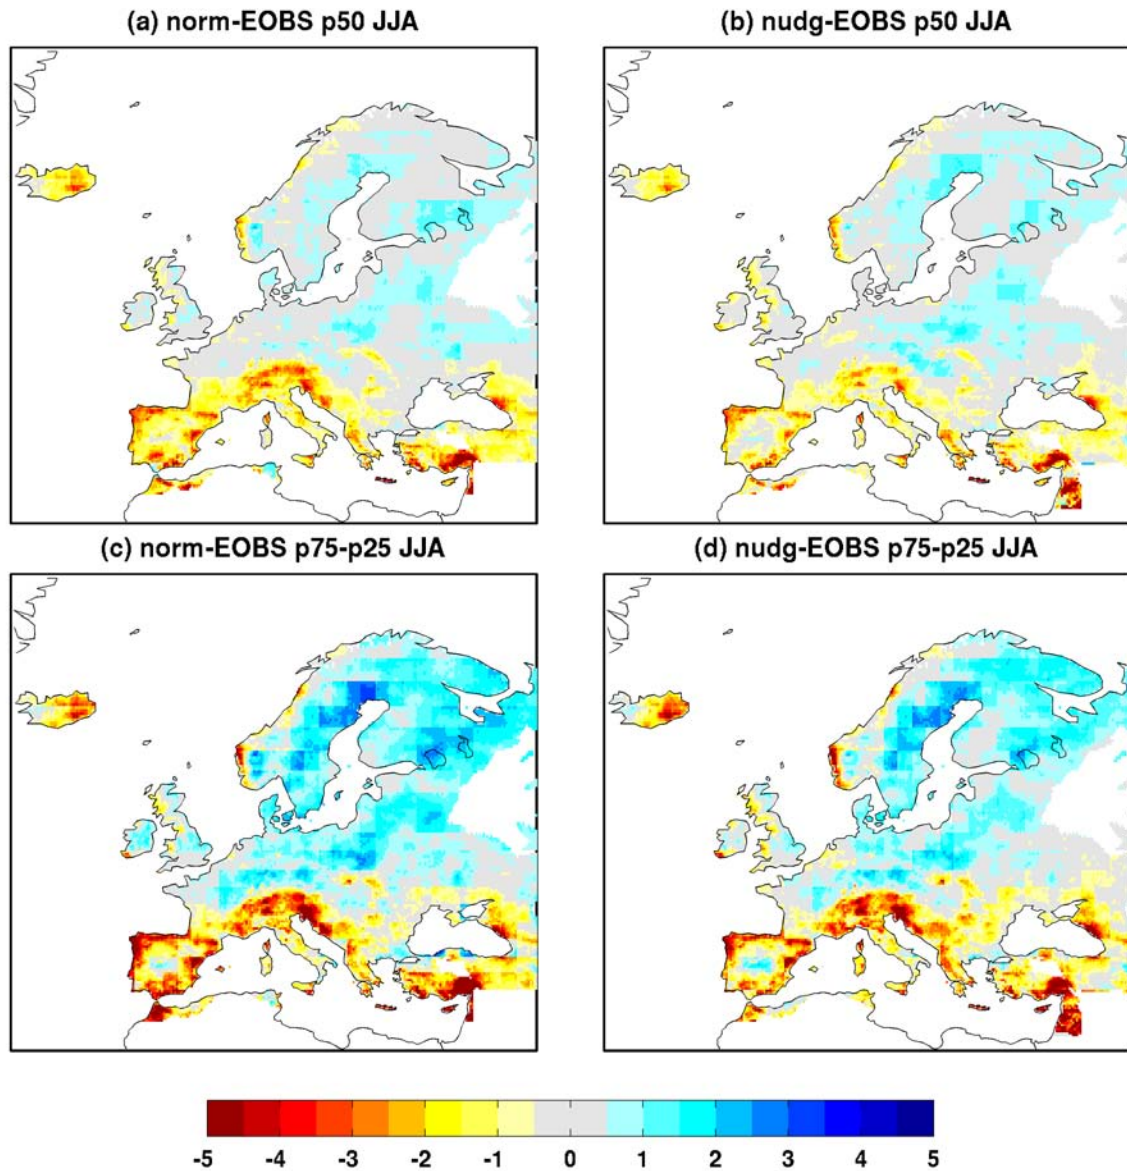 (a) norm-EOBS p50 JJA
(b) nudg-EOBS p50 JJA
(c) norm-EOBS p75-p25 JJA
(d) nudg-EOBS p75-p25 JJA
-5 -4 -3 -2 -1 0 1 2 3 4 5